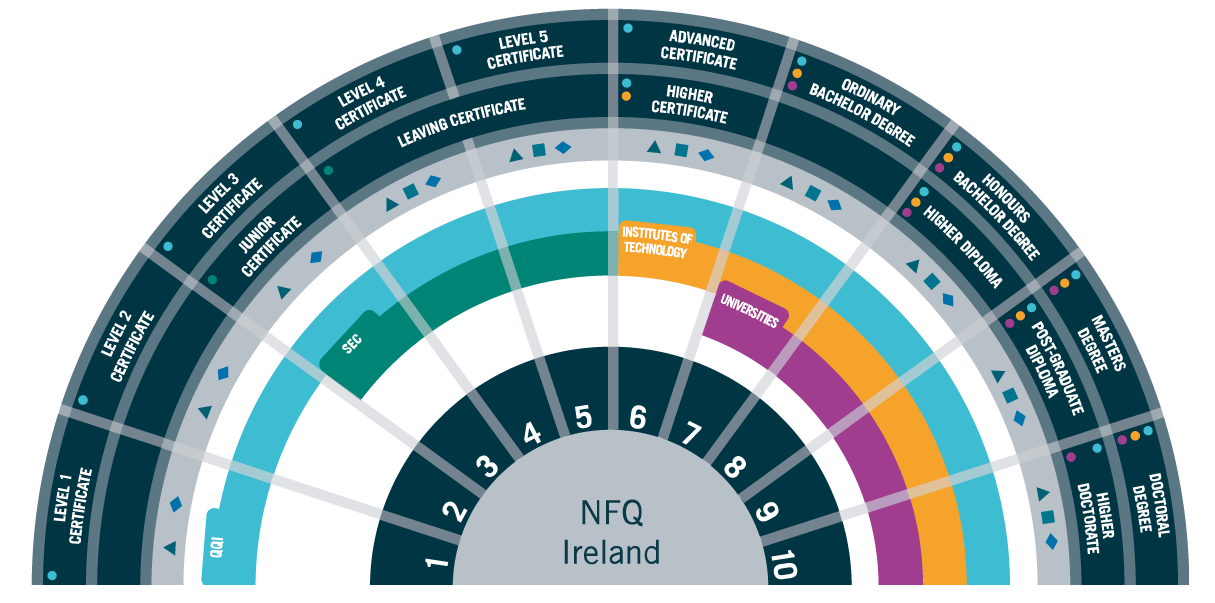 LEVEL 1
CERTIFICATE
LEVEL 2
CERTIFICATE
LEVEL 3
CERTIFICATE
LEVEL 4
CERTIFICATE
LEVEL 5
CERTIFICATE
ADVANCED
CERTIFICATE
ORDINARY
BACHELOR DEGREE
HONOURS
BACHELOR DEGREE
MASTERS
DEGREE
DOCTORAL
DEGREE
JUNIOR
CERTIFICATE
LEAVING CERTIFICATE
HIGHER
CERTIFICATE
HIGHER DIPLOMA
POST-GRADUATE
DIPLOMA
HIGHER
DOCTORATE
QQI
SEC
INSTITUTES OF
TECHNOLOGY
UNIVERSITIES
1
2
3
4
5
6
7
8
9
10
NFQ
Ireland